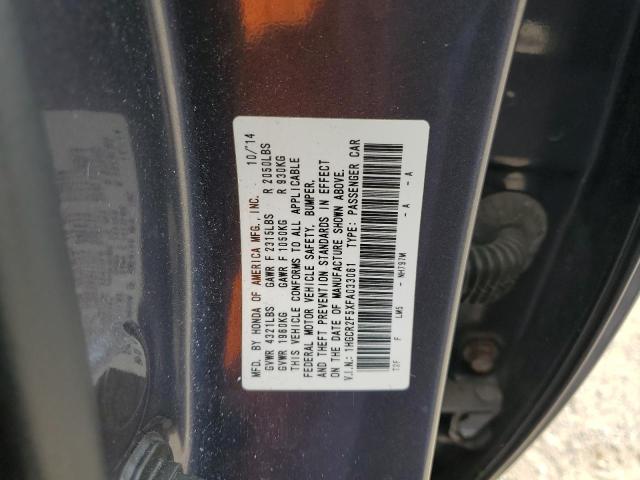 MFD. BY HONDA OF AMERICA MFG., INC. 10/14
GVWR 4321LBS GAWR F 2315LBS R 2050LBS
GVWR 1960KG GAWR F 1050KG R 930KG
THIS VEHICLE CONFORMS TO ALL APPLICABLE
FEDERAL MOTOR VEHICLE SAFETY, BUMPER,
AND THEFT PREVENTION STANDARDS IN EFFECT
ON THE DATE OF MANUFACTURE SHOWN ABOVE.
V.I.N.: 1HGCR2F5XFA033061 TYPE: PASSENGER CAR
F LM5 NH791M - A - A